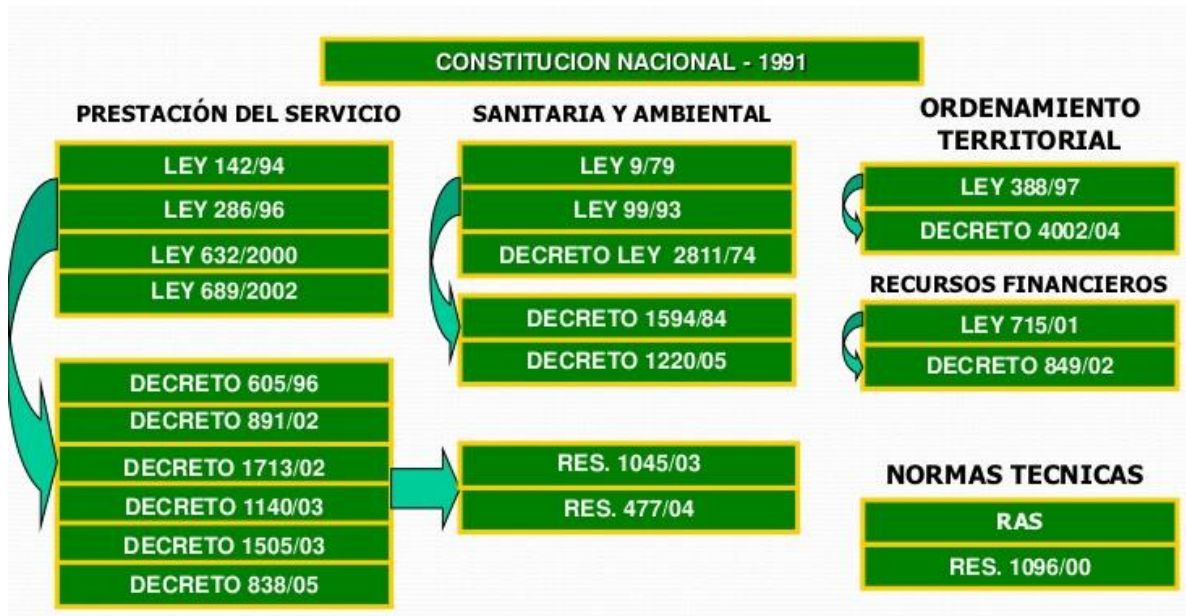 CONSTITUCION NACIONAL - 1991
PRESTACIÓN DEL SERVICIO
LEY 142/94
LEY 286/96
LEY 632/2000
LEY 689/2002
DECRETO 605/96
DECRETO 891/02
DECRETO 1713/02
DECRETO 1140/03
DECRETO 1505/03
DECRETO 838/05
SANITARIA Y AMBIENTAL
LEY 9/79
LEY 99/93
DECRETO LEY 2811/74
DECRETO 1594/84
DECRETO 1220/05
RES. 1045/03
RES. 477/04
ORDENAMIENTO
TERRITORIAL
LEY 388/97
DECRETO 4002/04
RECURSOS FINANCIEROS
LEY 715/01
DECRETO 849/02
NORMAS TECNICAS
RAS
RES. 1096/00